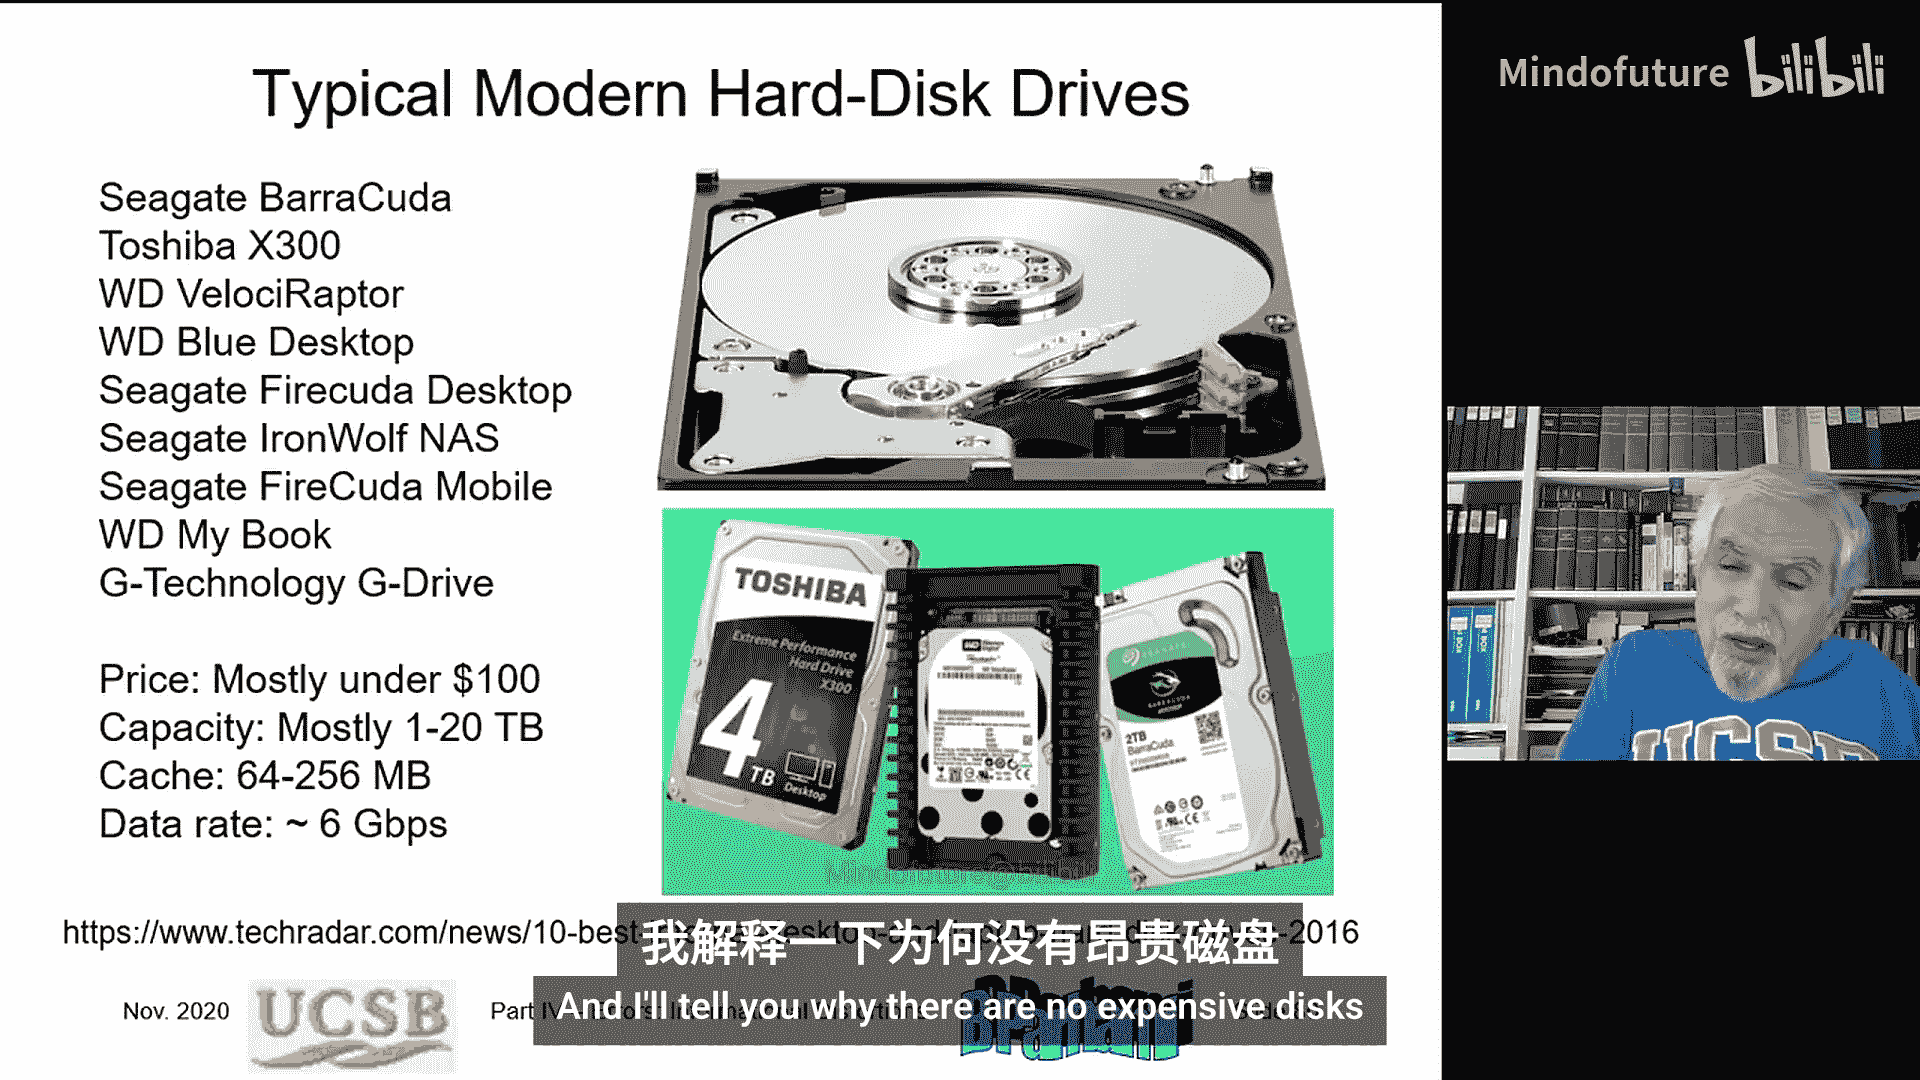 Typical Modern Hard-Disk Drives
Mindofuture bilibili
Seagate BarraCuda
Toshiba X300
WD VelociRaptor
WD Blue Desktop
Seagate Firecuda Desktop
Seagate IronWolf NAS
Seagate FireCuda Mobile
WD My Book
G-Technology G-Drive
Price: Mostly under $100
Capacity: Mostly 1-20 TB
Cache: 64-256 MB
Data rate: ~ 6 Gbps
TOSHIBA
Extreme Performance
Hard Drive
X300
4
TB
Desktop
WD
2TB
BarraCuda
UCSB
https://www.techradar.com/news/10-best-
-2016
我解释一下为何没有昂贵磁盘
And I'll tell you why there are no expensive disks
Nov. 2020
UCSB
Part IV